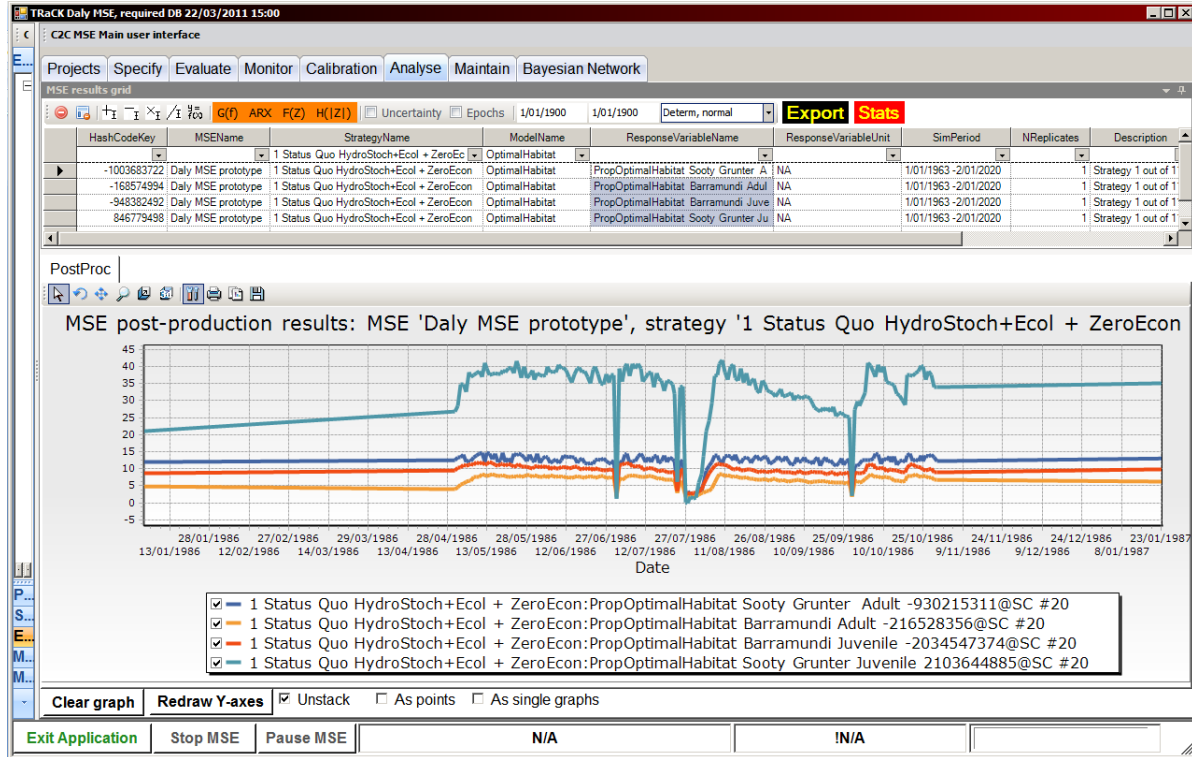 TRaCK Daly MSE, required DB 22/03/2011 15:00
C2C MSE Main user interface
E...
Projects Specify Evaluate Monitor Calibration Analyse Maintain Bayesian Network
MSE results grid
G(f) ARX F(Z) H(|Z|) Uncertainty Epochs 1/01/1900 1/01/1900 Determ, normal Export Stats
HashCodeKey MSEName StrategyName ModelName ResponseVariableName ResponseVariableUnit SimPeriod NReplicates Description
1 Status Quo HydroStoch+Ecol + ZeroEc OptimalHabitat
-1003683722 Daly MSE prototype 1 Status Quo HydroStoch+Ecol + ZeroEcon OptimalHabitat PropOptimalHabitat Sooty Grunter A NA 1/01/1963 -2/01/2020 1 Strategy 1 out of 1
-168574994 Daly MSE prototype 1 Status Quo HydroStoch+Ecol + ZeroEcon OptimalHabitat PropOptimalHabitat Barramundi Adul NA 1/01/1963 -2/01/2020 1 Strategy 1 out of 1
-948382492 Daly MSE prototype 1 Status Quo HydroStoch+Ecol + ZeroEcon OptimalHabitat PropOptimalHabitat Barramundi Juve NA 1/01/1963 -2/01/2020 1 Strategy 1 out of 1
846779498 Daly MSE prototype 1 Status Quo HydroStoch+Ecol + ZeroEcon OptimalHabitat PropOptimalHabitat Sooty Grunter Ju NA 1/01/1963 -2/01/2020 1 Strategy 1 out of 1
PostProc
MSE post-production results: MSE 'Daly MSE prototype', strategy '1 Status Quo HydroStoch+Ecol + ZeroEcon
45
40
35
30
25
20
15
10
5
0
-5
28/01/1986 27/02/1986 29/03/1986 28/04/1986 28/05/1986 27/06/1986 27/07/1986 26/08/1986 25/09/1986 25/10/1986 24/11/1986 24/12/1986 23/01/1987
13/01/1986 12/02/1986 14/03/1986 13/04/1986 13/05/1986 12/06/1986 12/07/1986 11/08/1986 10/09/1986 10/10/1986 9/11/1986 9/12/1986 8/01/1987
Date
1 Status Quo HydroStoch+Ecol + ZeroEcon:PropOptimalHabitat Sooty Grunter Adult -930215311@SC #20
1 Status Quo HydroStoch+Ecol + ZeroEcon:PropOptimalHabitat Barramundi Adult -216528356@SC #20
1 Status Quo HydroStoch+Ecol + ZeroEcon:PropOptimalHabitat Barramundi Juvenile -2034547374@SC #20
1 Status Quo HydroStoch+Ecol + ZeroEcon:PropOptimalHabitat Sooty Grunter Juvenile 2103644885@SC #20
P...
S...
E...
M...
M...
Clear graph Redraw Y-axes Unstack As points As single graphs
Exit Application Stop MSE Pause MSE N/A !N/A